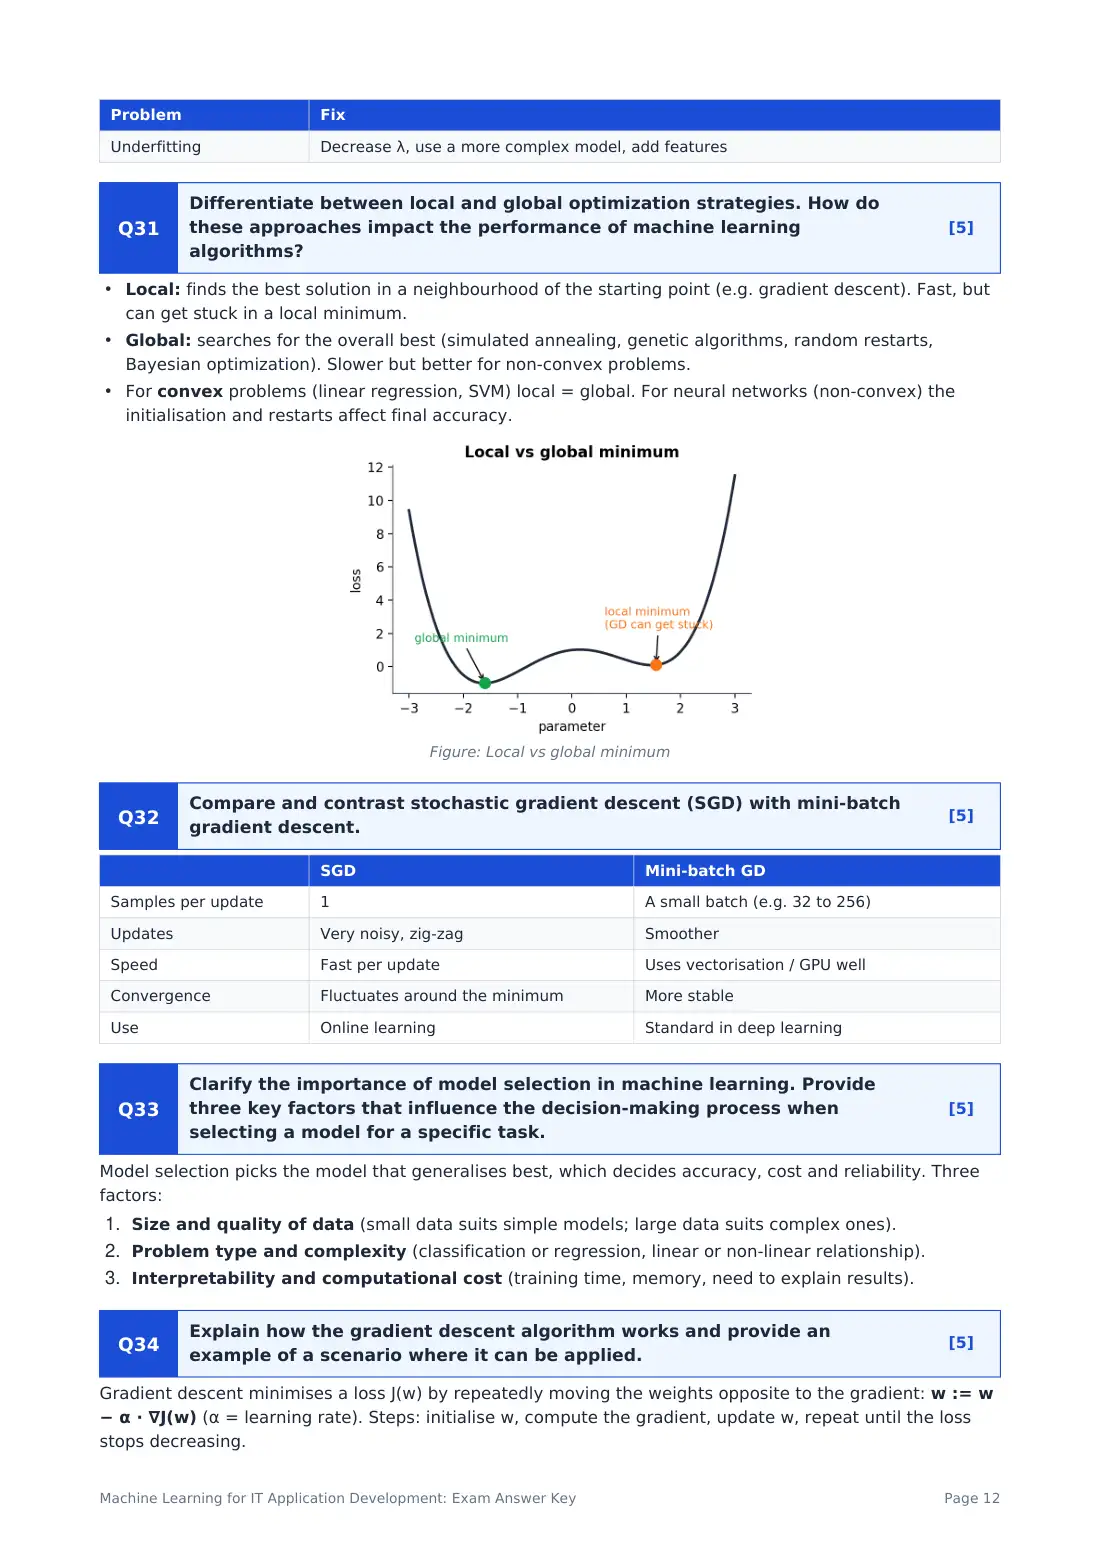 Problem Fix
Underfitting Decrease λ, use a more complex model, add features
Q31 Differentiate between local and global optimization strategies. How do [5]
these approaches impact the performance of machine learning
algorithms?
• Local: finds the best solution in a neighbourhood of the starting point (e.g. gradient descent). Fast, but
can get stuck in a local minimum.
• Global: searches for the overall best (simulated annealing, genetic algorithms, random restarts,
Bayesian optimization). Slower but better for non-convex problems.
• For convex problems (linear regression, SVM) local = global. For neural networks (non-convex) the
initialisation and restarts affect final accuracy.
Local vs global minimum
12
10
8
6
4
2
0
loss
global minimum
local minimum
(GD can get stuck)
−3 −2 −1 0 1 2 3
parameter
Figure: Local vs global minimum
Q32 Compare and contrast stochastic gradient descent (SGD) with mini-batch [5]
gradient descent.
SGD Mini-batch GD
Samples per update 1 A small batch (e.g. 32 to 256)
Updates Very noisy, zig-zag Smoother
Speed Fast per update Uses vectorisation / GPU well
Convergence Fluctuates around the minimum More stable
Use Online learning Standard in deep learning
Q33 Clarify the importance of model selection in machine learning. Provide [5]
three key factors that influence the decision-making process when
selecting a model for a specific task.
Model selection picks the model that generalises best, which decides accuracy, cost and reliability. Three
factors:
1. Size and quality of data (small data suits simple models; large data suits complex ones).
2. Problem type and complexity (classification or regression, linear or non-linear relationship).
3. Interpretability and computational cost (training time, memory, need to explain results).
Q34 Explain how the gradient descent algorithm works and provide an [5]
example of a scenario where it can be applied.
Gradient descent minimises a loss J(w) by repeatedly moving the weights opposite to the gradient: w := w
− α · ∇J(w) (α = learning rate). Steps: initialise w, compute the gradient, update w, repeat until the loss
stops decreasing.
Machine Learning for IT Application Development: Exam Answer Key Page 12